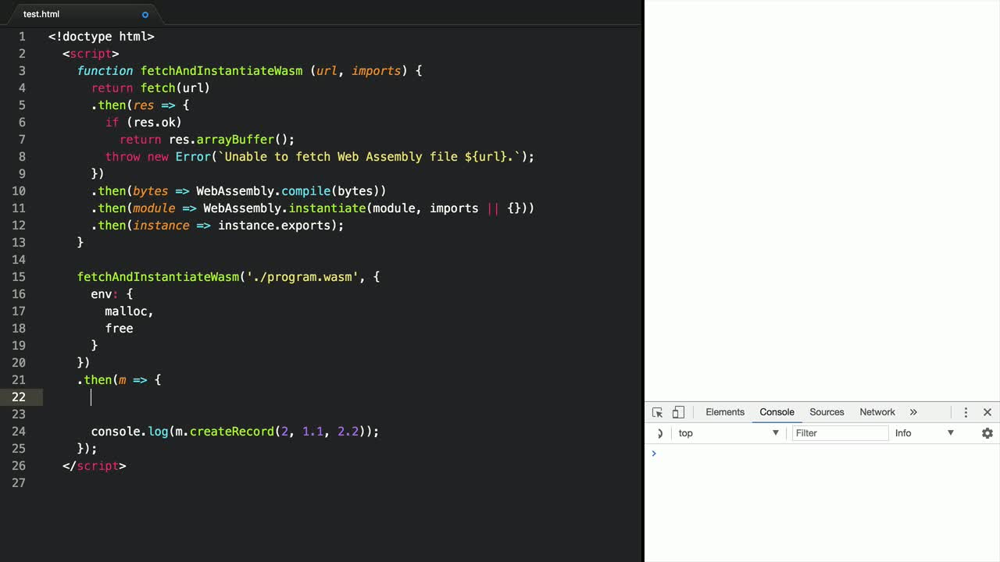 test.html
1 <!doctype html>
2 <script>
3 function fetchAndInstantiateWasm (url, imports) {
4 return fetch(url)
5 .then(res => {
6 if (res.ok)
7 return res.arrayBuffer();
8 throw new Error(`Unable to fetch Web Assembly file ${url}.`);
9 })
10 .then(bytes => WebAssembly.compile(bytes))
11 .then(module => WebAssembly.instantiate(module, imports || {}))
12 .then(instance => instance.exports);
13 }
14
15 fetchAndInstantiateWasm('./program.wasm', {
16 env: {
17 malloc,
18 free
19 }
20 })
21 .then(m => {
22
23
24 console.log(m.createRecord(2, 1.1, 2.2));
25 });
26 </script>
27
Elements Console Sources Network »
top Filter Info